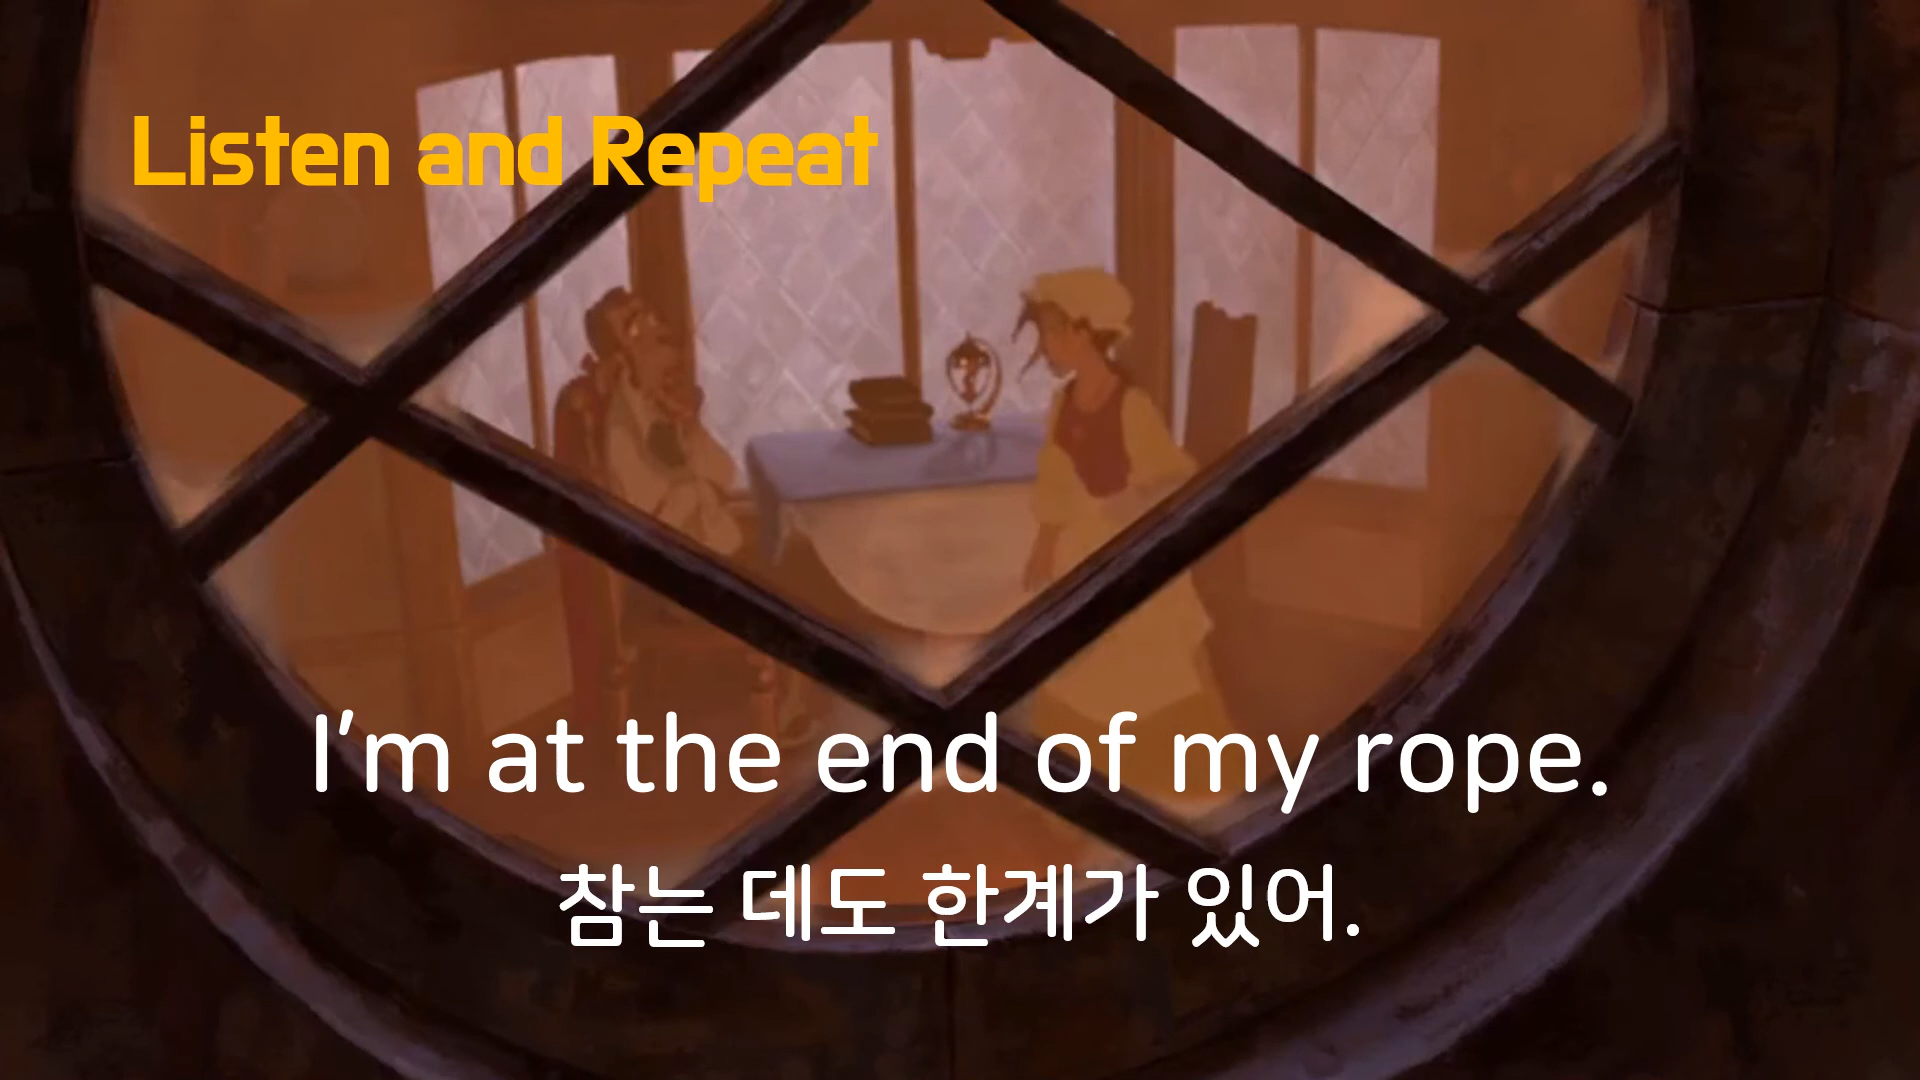 Listen and Repeat
I'm at the end of my rope.
참는 데도 한계가 있어.